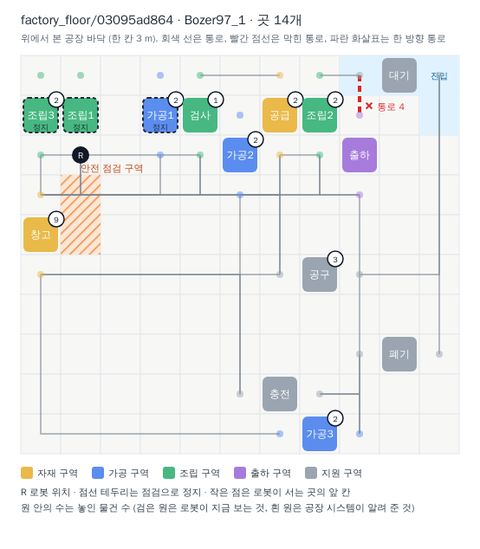 factory_floor/03095ad864 · Bozer97_1 · 곳 14개
위에서 본 공장 바닥 (한 칸 3 m). 회색 선은 통로, 빨간 점선은 막힌 통로, 파란 화살표는 한 방향 통로
대기
진입
2
2
2
1
2
2
통로 4
조립3
조립1
가공1
검사
공급
조립2
정지
정지
정지
2
가공2
출하
R
안전 점검 구역
9
창고
3
공구
폐기
충전
2
가공3
자재 구역
가공 구역
조립 구역
출하 구역
지원 구역
R 로봇 위치 · 점선 테두리는 점검으로 정지 · 작은 점은 로봇이 서는 곳의 앞 칸
원 안의 수는 놓인 물건 수 (검은 원은 로봇이 지금 보는 것, 흰 원은 공장 시스템이 알려 준 것)